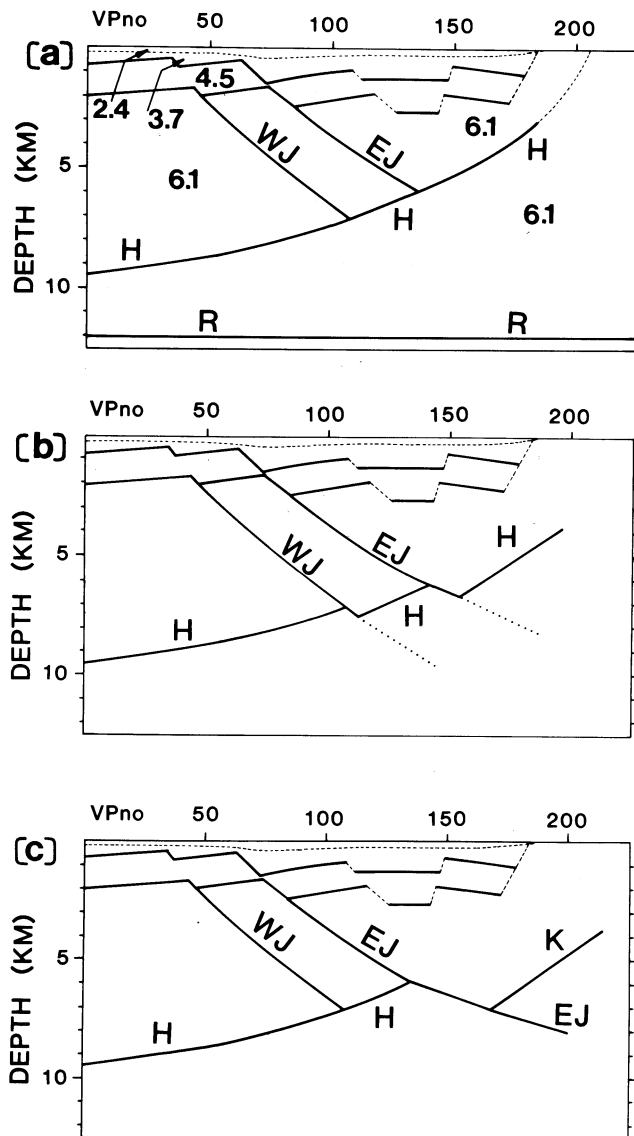 (a)
VPno 50 100 150 200
2.4 3.7 4.5
WJ EJ 6.1
6.1 H
H 6.1
H
R R
5
10
DEPTH (KM)
(b)
VPno 50 100 150 200
WJ EJ H
H H
5
10
DEPTH (KM)
(c)
VPno 50 100 150 200
WJ EJ K
H H EJ
5
10
DEPTH (KM)